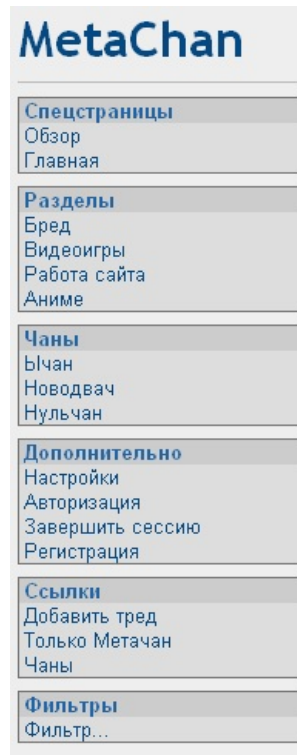 MetaChan
Спецстраницы
Обзор
Главная
Разделы
Бред
Видеоигры
Работа сайта
Аниме
Чаны
Ычан
Новодвач
Нульчан
Дополнительно
Настройки
Авторизация
Завершить сессию
Регистрация
Ссылки
Добавить тред
Только Метачан
Чаны
Фильтры
Фильтр...